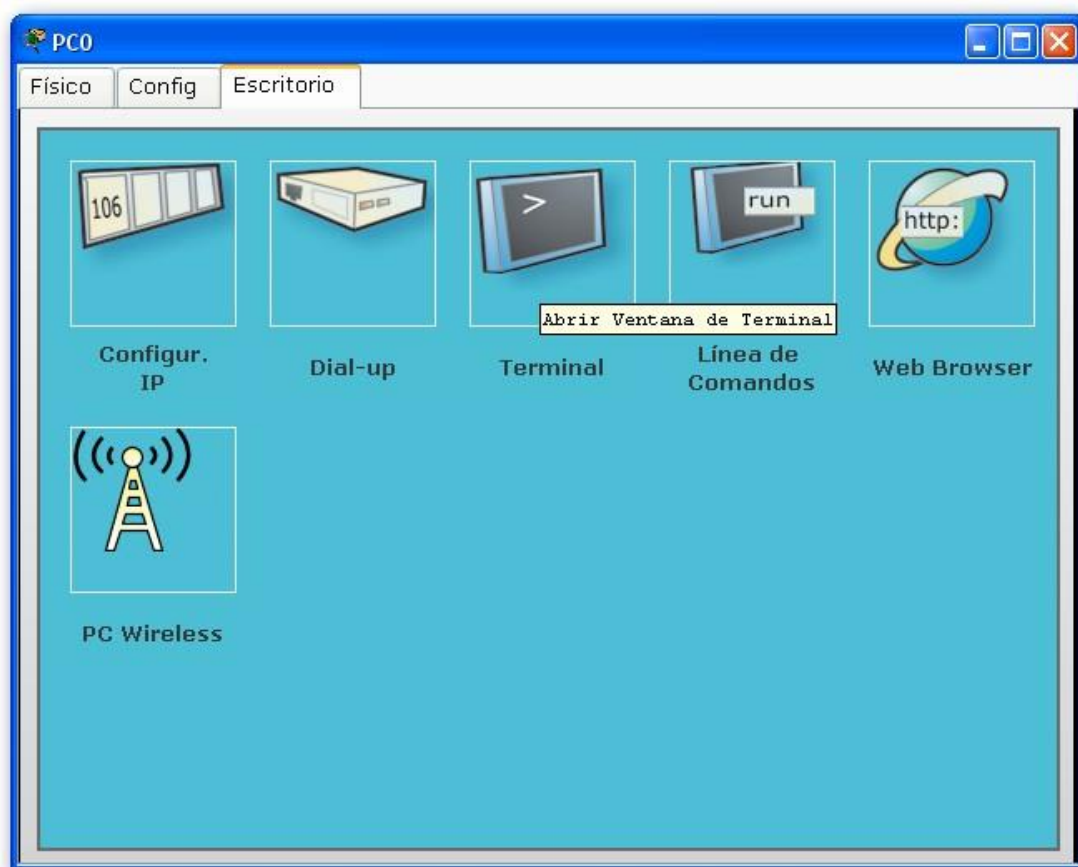 PC0
Físico Config Escritorio
106
>
run
http:
Abrir Ventana de Terminal
Configur.
IP
Dial-up
Terminal
Línea de
Comandos
Web Browser
PC Wireless